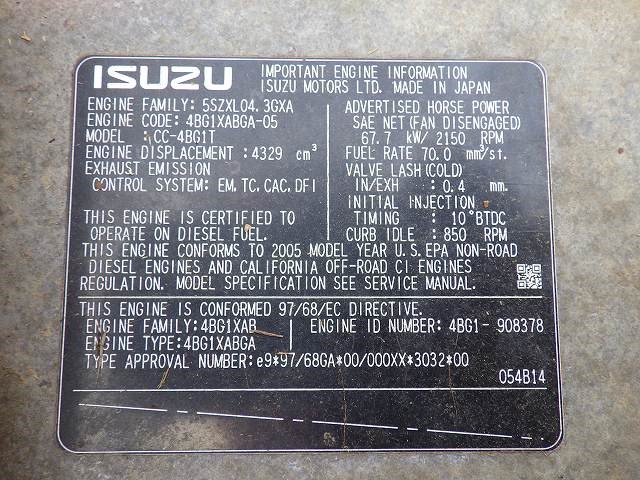 ISUZU
IMPORTANT ENGINE INFORMATION
ISUZU MOTORS LTD. MADE IN JAPAN
ENGINE FAMILY: 5SZXL04.3GXA
ENGINE CODE: 4BG1XABGA-05
MODEL :CC-4BG1T
ENGINE DISPLACEMENT :4329 cm³
EXHAUST EMISSION
CONTROL SYSTEM: EM, TC, CAC, DFI
THIS ENGINE IS CERTIFIED TO
OPERATE ON DIESEL FUEL.
ADVERTISED HORSE POWER
SAE NET(FAN DISENGAGED)
67.7 kW/ 2150 RPM
FUEL RATE 70.0 mm³/st.
VALVE LASH(COLD)
IN/EXH : 0.4 mm.
INITIAL INJECTION
TIMING : 10°BTDC
CURB IDLE : 850 RPM
THIS ENGINE CONFORMS TO 2005 MODEL YEAR U.S. EPA NON-ROAD
DIESEL ENGINES AND CALIFORNIA OFF-ROAD CI ENGINES
REGULATION. MODEL SPECIFICATION SEE SERVICE MANUAL.
THIS ENGINE IS CONFORMED 97/68/EC DIRECTIVE.
ENGINE FAMILY:4BG1XAB
ENGINE ID NUMBER: 4BG1- 908378
ENGINE TYPE:4BG1XABGA
TYPE APPROVAL NUMBER:e9*97/68GA*00/000XX*3032*00
054B14